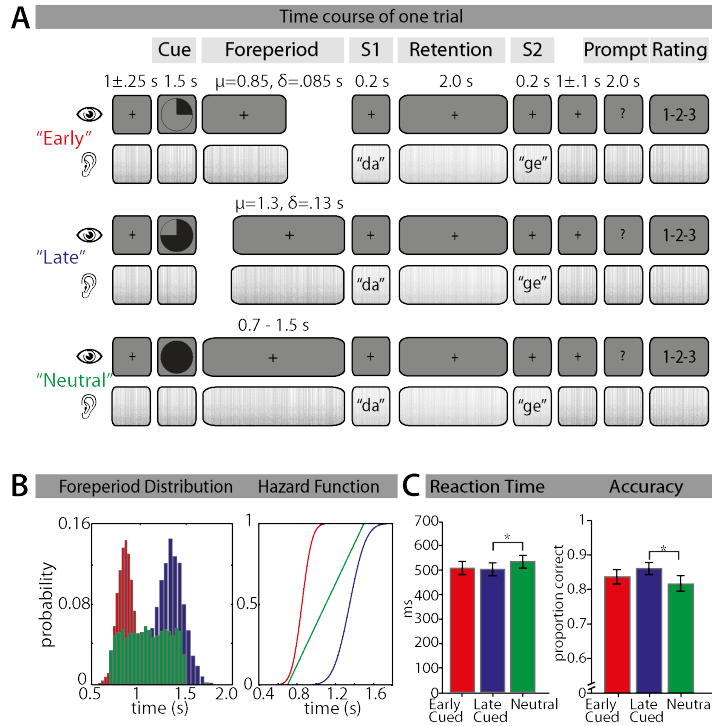 A Time course of one trial
Cue Foreperiod S1 Retention S2 Prompt Rating
1±.25 s 1.5 s μ=0.85, δ=.085 s 0.2 s 2.0 s 0.2 s 1±.1 s 2.0 s
+ + + + + + ? 1-2-3
"Early"
"da" "ge"
μ=1.3, δ=.13 s
+ + + + + + ? 1-2-3
"Late"
"da" "ge"
0.7 - 1.5 s
+ + + + + ? 1-2-3
"Neutral"
"da" "ge"
B Foreperiod Distribution Hazard Function
0.16
0.08
0
probability
0.5 1.0 2.0
time (s)
1
0.5
0
0.4 0.8 1.2 1.6
time (s)
C Reaction Time Accuracy
700
600
500
400
300
200
100
0
ms
*
Early Cued
Late Cued
Neutral
1
0.9
0.8
0.7
0.6
0
proportion correct
*
Early Cued
Late Cued
Neutra